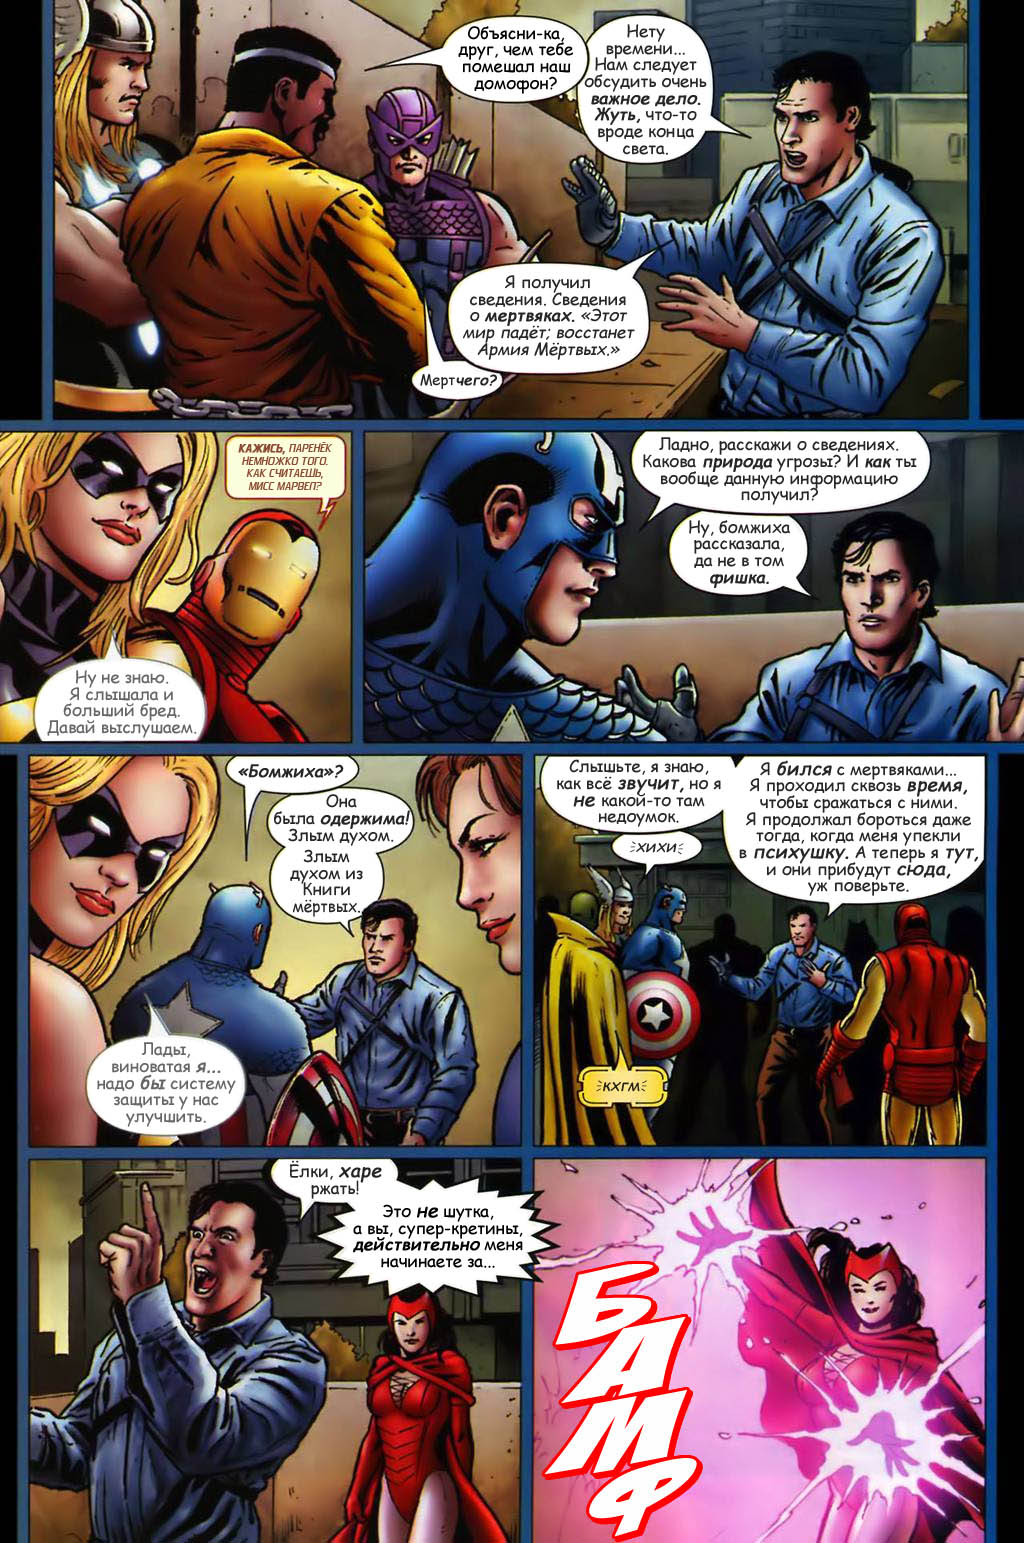 Объясни-ка,
друг, чем тебе
помешал наш
домофон?
Нету
времени...
Нам следует
обсудить очень
важное дело.
Жуть, что-то
вроде конца
света.
Я получил
сведения. Сведения
о мертвяках. «Этот
мир падёт; восстанет
Армия Мёртвых.»
Мертчего?
КАЖИСЬ, ПАРЕНЁК
НЕМНОЖКО ТОГО.
КАК СЧИТАЕШЬ,
МИСС МАРВЕЛ?
Ну не знаю.
Я слышала и
больший бред.
Давай выслушаем.
Ладно, расскажи о сведениях.
Какова природа угрозы? И как ты
вообще данную информацию
получил?
Ну, бомжиха
рассказала,
да не в том
фишка.
«Бомжиха»?
Она
была одержима!
Злым духом.
Злым
духом из
Книги
мёртвых.
Лады,
виноватая я...
надо бы систему
защиты у нас
улучшить.
Слышьте, я знаю,
как всё звучит, но я
не какой-то там
недоумок.
хихи
Я бился с мертвяками...
Я проходил сквозь время,
чтобы сражаться с ними.
Я продолжал бороться даже
тогда, когда меня упекли
в психушку. А теперь я тут,
и они прибудут сюда,
уж поверьте.
кхгм
Ёлки, харе
ржать!
Это не шутка,
а вы, супер-кретины,
действительно меня
начинаете за...
БАМФ